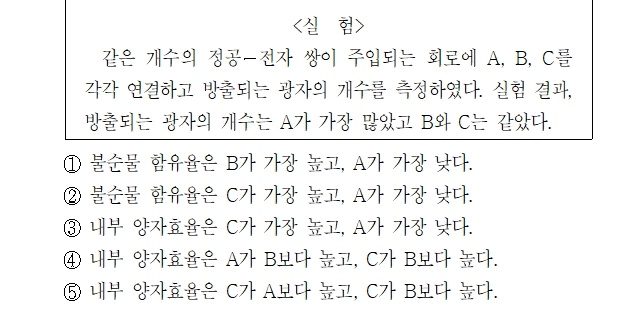 <실 험>
같은 개수의 정공-전자 쌍이 주입되는 회로에 A, B, C를
각각 연결하고 방출되는 광자의 개수를 측정하였다. 실험 결과,
방출되는 광자의 개수는 A가 가장 많았고 B와 C는 같았다.
① 불순물 함유율은 B가 가장 높고, A가 가장 낮다.
② 불순물 함유율은 C가 가장 높고, A가 가장 낮다.
③ 내부 양자효율은 C가 가장 높고, A가 가장 낮다.
④ 내부 양자효율은 A가 B보다 높고, C가 B보다 높다.
⑤ 내부 양자효율은 C가 A보다 높고, C가 B보다 높다.